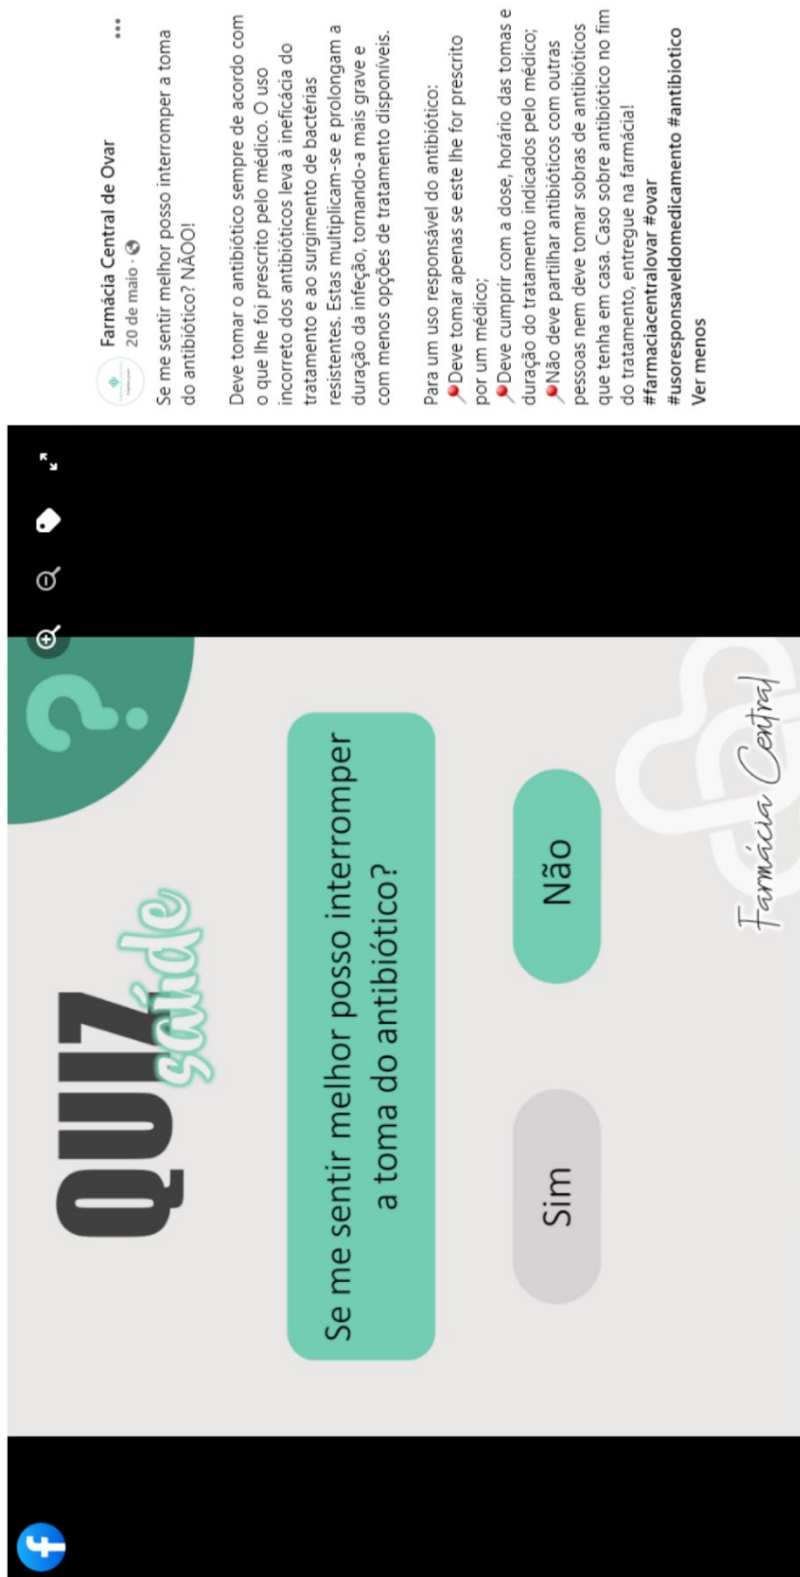 QUIZ
saúde
?
Se me sentir melhor posso interromper
a toma do antibiótico?
Sim
Não
Farmácia Central
Farmácia Central de Ovar
20 de maio ·
Se me sentir melhor posso interromper a toma
do antibiótico? NÃOO!
Deve tomar o antibiótico sempre de acordo com
o que lhe foi prescrito pelo médico. O uso
incorreto dos antibióticos leva à ineficácia do
tratamento e ao surgimento de bactérias
resistentes. Estas multiplicam-se e prolongam a
duração da infeção, tornando-a mais grave e
com menos opções de tratamento disponíveis.
Para um uso responsável do antibiótico:
📍Deve tomar apenas se este lhe for prescrito
por um médico;
📍Deve cumprir com a dose, horário das tomas e
duração do tratamento indicados pelo médico;
📍Não deve partilhar antibióticos com outras
pessoas nem deve tomar sobras de antibióticos
que tenha em casa. Caso sobre antibiótico no fim
do tratamento, entregue na farmácia!
#farmaciacentralovar #ovar
#usoresponsaveldomedicamento #antibiotico
Ver menos